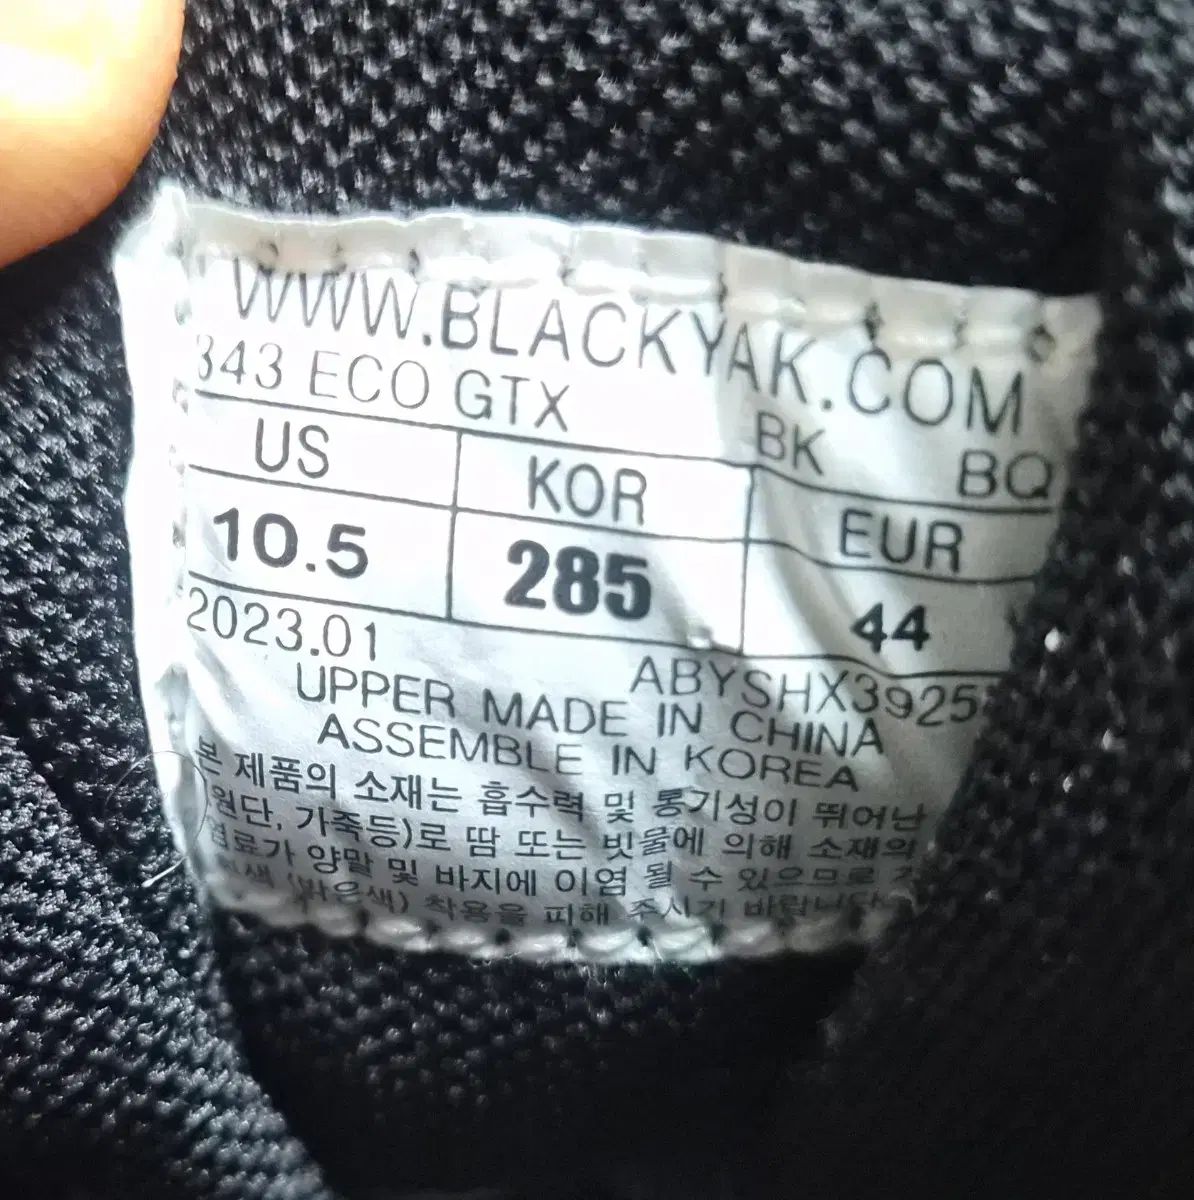 WWW.BLACKYAK.COM
343 ECO GTX BK BQ
US KOR EUR
10.5 285 44
2023.01 ABYSHX3925
UPPER MADE IN CHINA
ASSEMBLE IN KOREA
본 제품의 소재는 흡수력 및 통기성이 뛰어난
(원단, 가죽등)로 땀 또는 빗물에 의해 소재의
염료가 양말 및 바지에 이염 될 수 있으므로
(밝은색) 착용을 피해 주시기 바랍니다